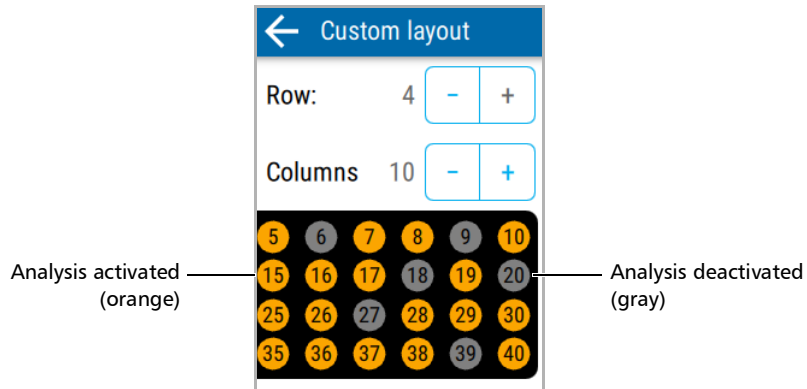 Custom layout
Row: 4 - +
Columns 10 - +
5 6 7 8 9 10
15 16 17 18 19 20
25 26 27 28 29 30
35 36 37 38 39 40
Analysis activated
(orange)
Analysis deactivated
(gray)